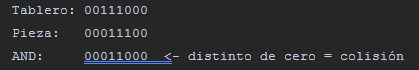 Tablero: 00111000
Pieza:   00011100
AND:     00011000  <- distinto de cero = colisión